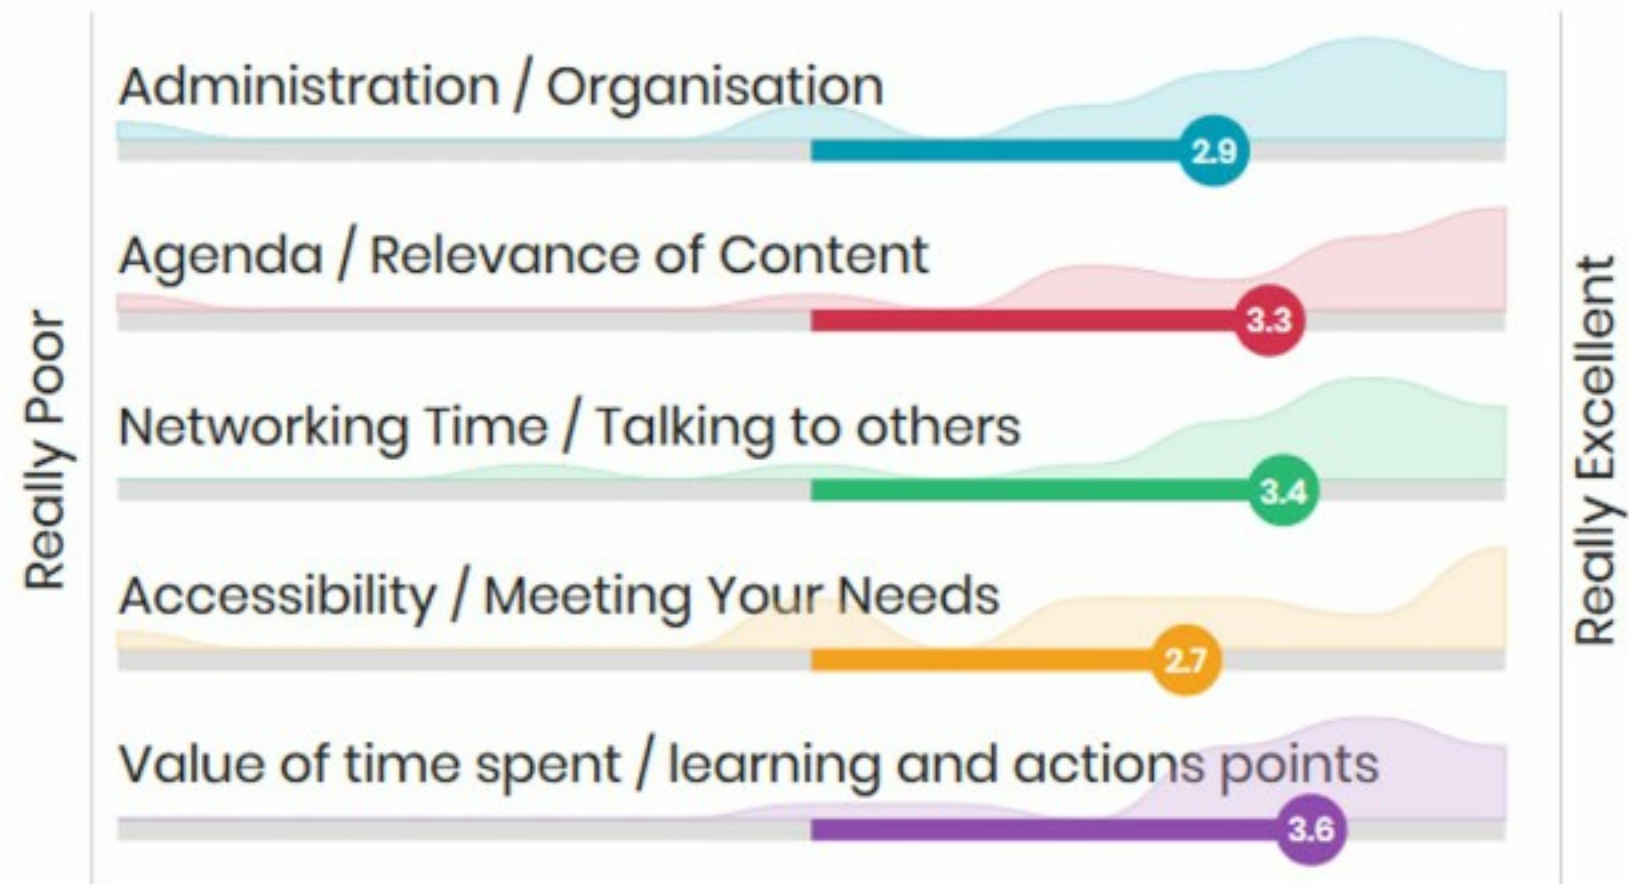 Really Poor
Administration / Organisation
2.9
Agenda / Relevance of Content
3.3
Networking Time / Talking to others
3.4
Accessibility / Meeting Your Needs
2.7
Value of time spent / learning and actions points
3.6
Really Excellent